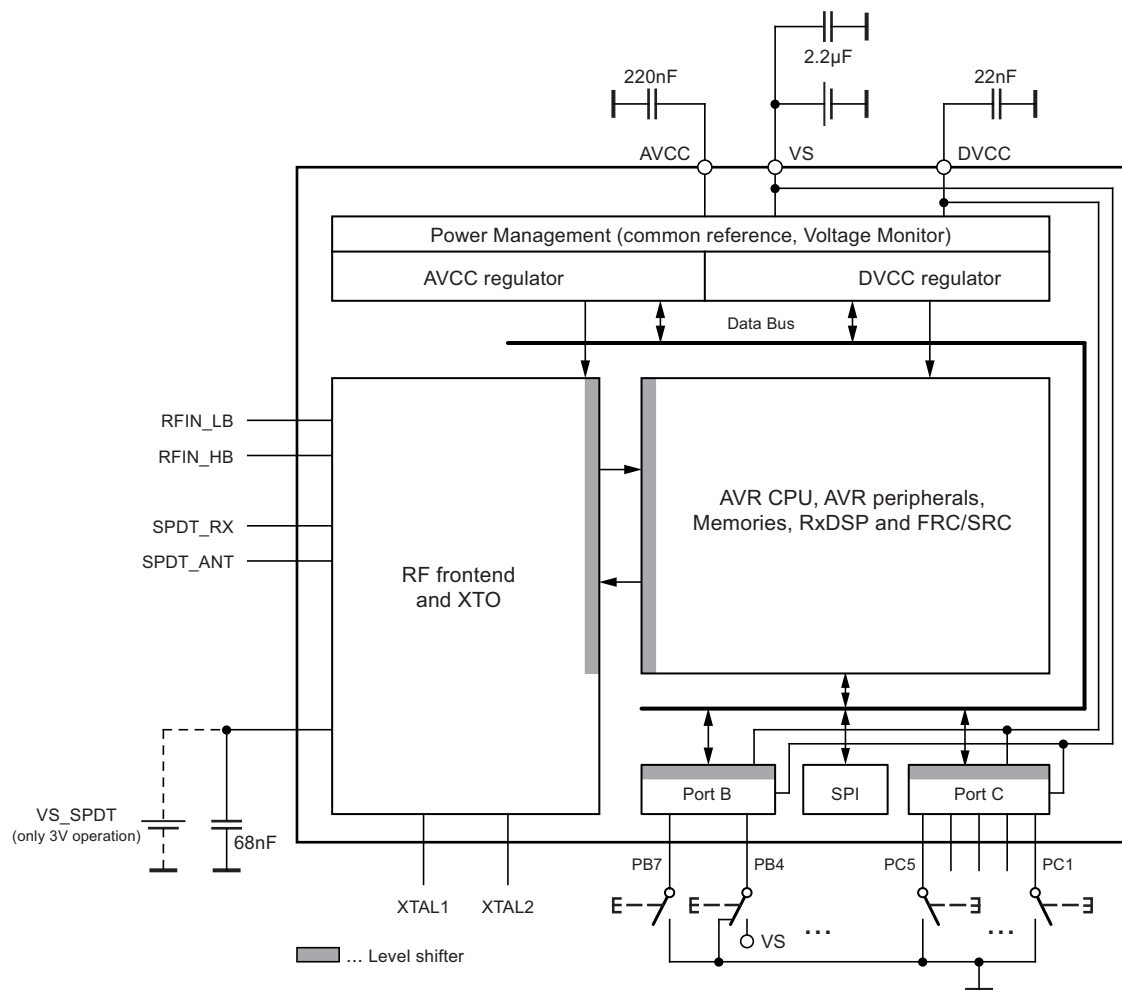 2.2µF
220nF
22nF
AVCC
VS
DVCC
Power Management (common reference, Voltage Monitor)
AVCC regulator
DVCC regulator
Data Bus
RFIN_LB
RFIN_HB
SPDT_RX
SPDT_ANT
RF frontend
and XTO
AVR CPU, AVR peripherals,
Memories, RxDSP and FRC/SRC
VS_SPDT
(only 3V operation)
68nF
Port B
SPI
Port C
PB7
PB4
PC5
PC1
XTAL1
XTAL2
VS
...
...
... Level shifter